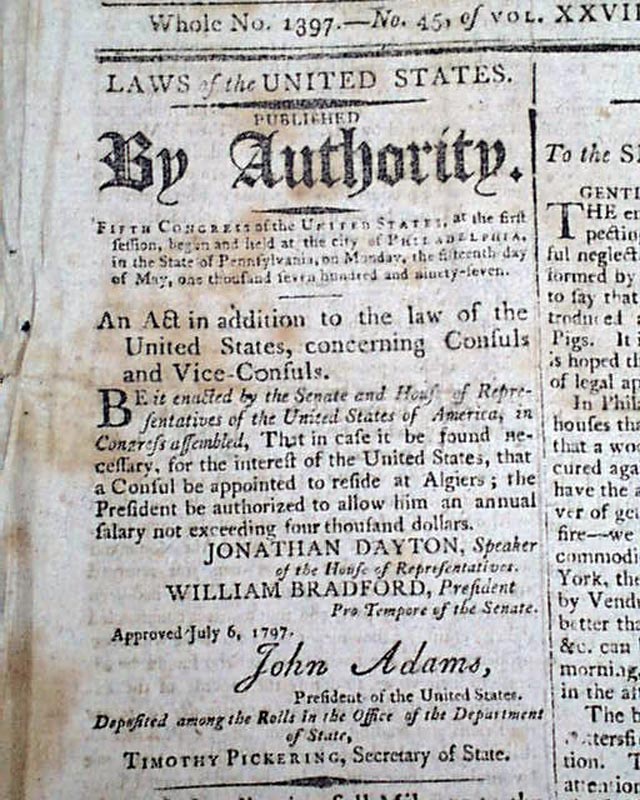 Whole No. 1397.—No. 45, of VOL. XXVII
LAWS of the UNITED STATES.
PUBLISHED
By Authority.
FIFTH CONGRESS of the UNITED STATES, at the first
ſeſſion, begun and held at the city of PHILADELPHIA,
in the State of Pennſylvania, on Monday, the fifteenth day
of May, one thouſand ſeven hundred and ninety-ſeven.
An Act in addition to the law of the
United States, concerning Conſuls
and Vice-Conſuls.
BE it enacted by the Senate and Houſe of Repre-
ſentatives of the United States of America, in
Congreſs aſſembled, That in caſe it be found ne-
ceſſary, for the intereſt of the United States, that
a Conſul be appointed to reſide at Algiers; the
Preſident be authorized to allow him an annual
ſalary not exceeding four thouſand dollars.
JONATHAN DAYTON, Speaker
of the Houſe of Repreſentatives.
WILLIAM BRADFORD, Preſident
Pro Tempore of the Senate.
Approved July 6, 1797.
John Adams,
Preſident of the United States.
Depoſited among the Rolls in the Office of the Department
of State,
TIMOTHY PICKERING, Secretary of State.
To the
GENTL
THE
pecting
ful neglect
formed by
to ſay that
troduced
Pigs. It i
is hoped th
of legal ap
In Phila
houſes tha
that a woo
cured aga
have the a
ver of get
fire—we
commodi
York, the
by Vendu
better tha
&c. can
morning,
in the aft
The b
tion. T
attention